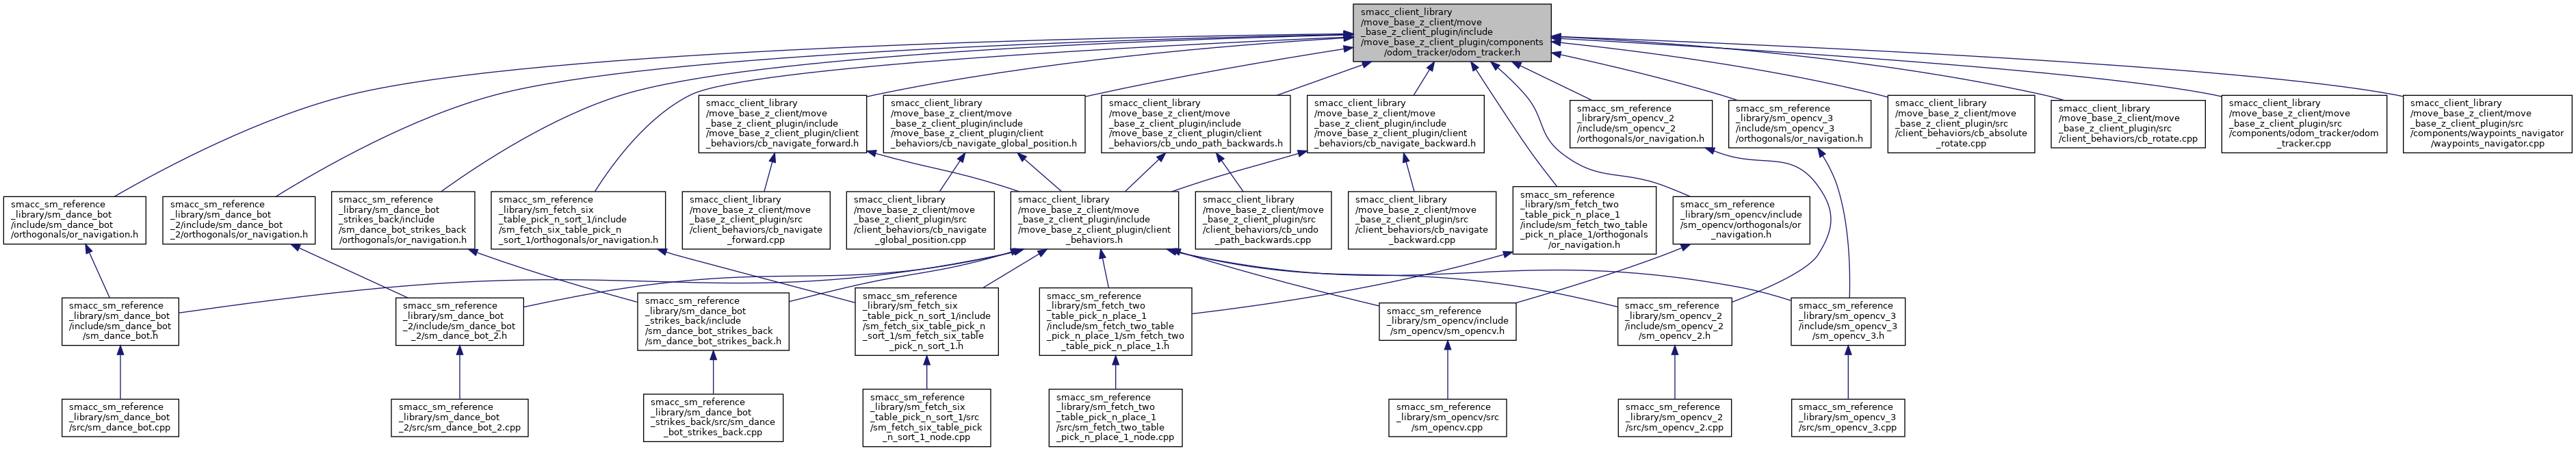 smacc_client_library
/move_base_z_client/move
_base_z_client_plugin/include
/move_base_z_client_plugin/components
/odom_tracker/odom_tracker.h
smacc_client_library
/move_base_z_client/move
_base_z_client_plugin/include
/move_base_z_client_plugin/client
_behaviors/cb_navigate_forward.h
smacc_client_library
/move_base_z_client/move
_base_z_client_plugin/include
/move_base_z_client_plugin/client
_behaviors/cb_navigate_global_position.h
smacc_client_library
/move_base_z_client/move
_base_z_client_plugin/include
/move_base_z_client_plugin/client
_behaviors/cb_undo_path_backwards.h
smacc_client_library
/move_base_z_client/move
_base_z_client_plugin/include
/move_base_z_client_plugin/client
_behaviors/cb_navigate_backward.h
smacc_sm_reference
_library/sm_opencv_2
/include/sm_opencv_2
/orthogonals/or_navigation.h
smacc_sm_reference
_library/sm_opencv_3
/include/sm_opencv_3
/orthogonals/or_navigation.h
smacc_client_library
/move_base_z_client/move
_base_z_client_plugin/src
/client_behaviors/cb_absolute
_rotate.cpp
smacc_client_library
/move_base_z_client/move
_base_z_client_plugin/src
/client_behaviors/cb_rotate.cpp
smacc_client_library
/move_base_z_client/move
_base_z_client_plugin/src
/components/odom_tracker/odom
_tracker.cpp
smacc_client_library
/move_base_z_client/move
_base_z_client_plugin/src
/components/waypoints_navigator
/waypoints_navigator.cpp
smacc_sm_reference
_library/sm_dance_bot
/include/sm_dance_bot
/orthogonals/or_navigation.h
smacc_sm_reference
_library/sm_dance_bot
_2/include/sm_dance_bot
_2/orthogonals/or_navigation.h
smacc_sm_reference
_library/sm_dance_bot
_strikes_back/include
/sm_dance_bot_strikes_back
/orthogonals/or_navigation.h
smacc_sm_reference
_library/sm_fetch_six
_table_pick_n_sort_1/include
/sm_fetch_six_table_pick_n
_sort_1/orthogonals/or_navigation.h
smacc_client_library
/move_base_z_client/move
_base_z_client_plugin/src
/client_behaviors/cb_navigate
_forward.cpp
smacc_client_library
/move_base_z_client/move
_base_z_client_plugin/src
/client_behaviors/cb_navigate
_global_position.cpp
smacc_client_library
/move_base_z_client/move
_base_z_client_plugin/include
/move_base_z_client_plugin/client
_behaviors.h
smacc_client_library
/move_base_z_client/move
_base_z_client_plugin/src
/client_behaviors/cb_undo
_path_backwards.cpp
smacc_client_library
/move_base_z_client/move
_base_z_client_plugin/src
/client_behaviors/cb_navigate
_backward.cpp
smacc_sm_reference
_library/sm_fetch_two
_table_pick_n_place_1
/include/sm_fetch_two_table
_pick_n_place_1/orthogonals
/or_navigation.h
smacc_sm_reference
_library/sm_opencv/include
/sm_opencv/orthogonals/or
_navigation.h
smacc_sm_reference
_library/sm_dance_bot
/include/sm_dance_bot
/sm_dance_bot.h
smacc_sm_reference
_library/sm_dance_bot
_2/include/sm_dance_bot
_2/sm_dance_bot_2.h
smacc_sm_reference
_library/sm_dance_bot
_strikes_back/include
/sm_dance_bot_strikes_back
/sm_dance_bot_strikes_back.h
smacc_sm_reference
_library/sm_fetch_six
_table_pick_n_sort_1/include
/sm_fetch_six_table_pick_n
_sort_1/sm_fetch_six_table
_pick_n_sort_1.h
smacc_sm_reference
_library/sm_fetch_two
_table_pick_n_place_1
/include/sm_fetch_two_table
_pick_n_place_1/sm_fetch_two
_table_pick_n_place_1.h
smacc_sm_reference
_library/sm_opencv/include
/sm_opencv/sm_opencv.h
smacc_sm_reference
_library/sm_opencv_2
/include/sm_opencv_2
/sm_opencv_2.h
smacc_sm_reference
_library/sm_opencv_3
/include/sm_opencv_3
/sm_opencv_3.h
smacc_sm_reference
_library/sm_dance_bot
/src/sm_dance_bot.cpp
smacc_sm_reference
_library/sm_dance_bot
_2/src/sm_dance_bot_2.cpp
smacc_sm_reference
_library/sm_dance_bot
_strikes_back/src/sm_dance
_bot_strikes_back.cpp
smacc_sm_reference
_library/sm_fetch_six
_table_pick_n_sort_1/src
/sm_fetch_six_table_pick
_n_sort_1_node.cpp
smacc_sm_reference
_library/sm_fetch_two
_table_pick_n_place_1
/src/sm_fetch_two_table
_pick_n_place_1_node.cpp
smacc_sm_reference
_library/sm_opencv/src
/sm_opencv.cpp
smacc_sm_reference
_library/sm_opencv_2
/src/sm_opencv_2.cpp
smacc_sm_reference
_library/sm_opencv_3
/src/sm_opencv_3.cpp